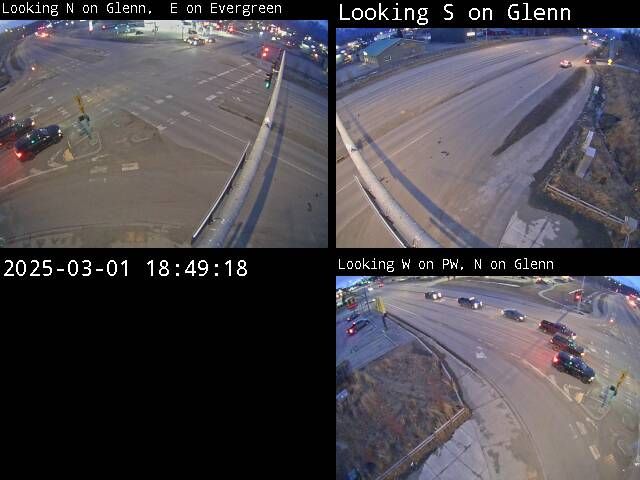 Looking N on Glenn,  E on Evergreen
Looking S on Glenn
2025-03-01 18:49:18
Looking W on PW, N on Glenn